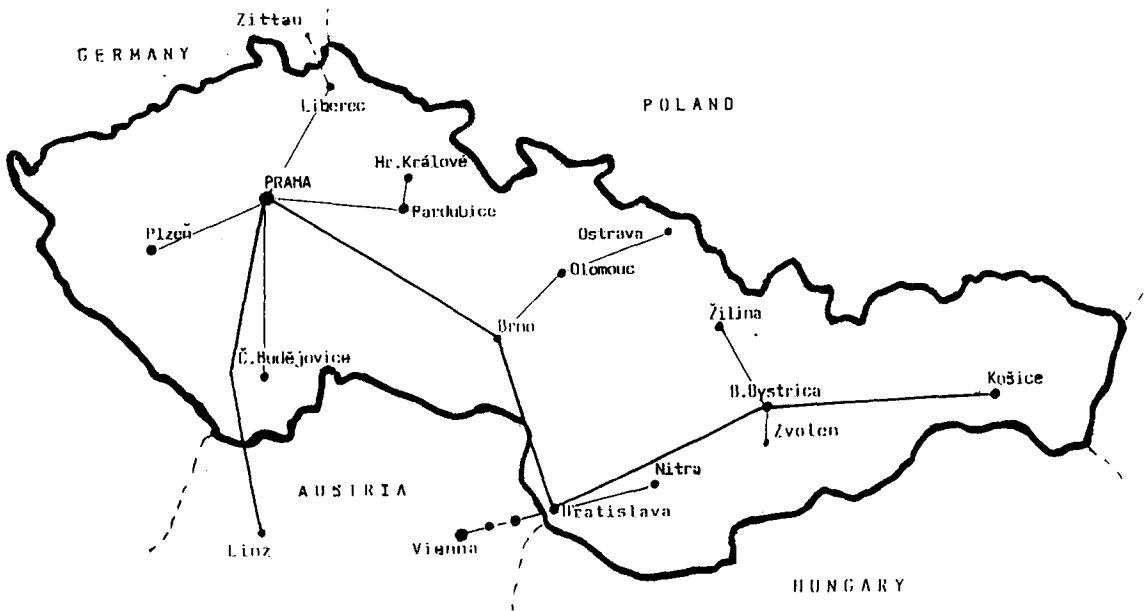 Zittau
GERMANY
Liberec
POLAND
Hr.Králové
PRAHA
Pardubice
Plzeň
Ostrava
Olomouc
Brno
Žilina
Č.Budějovice
Košice
B.Bystrica
Zvolen
Nitra
AUSTRIA
Bratislava
Vienna
Linz
HUNGARY